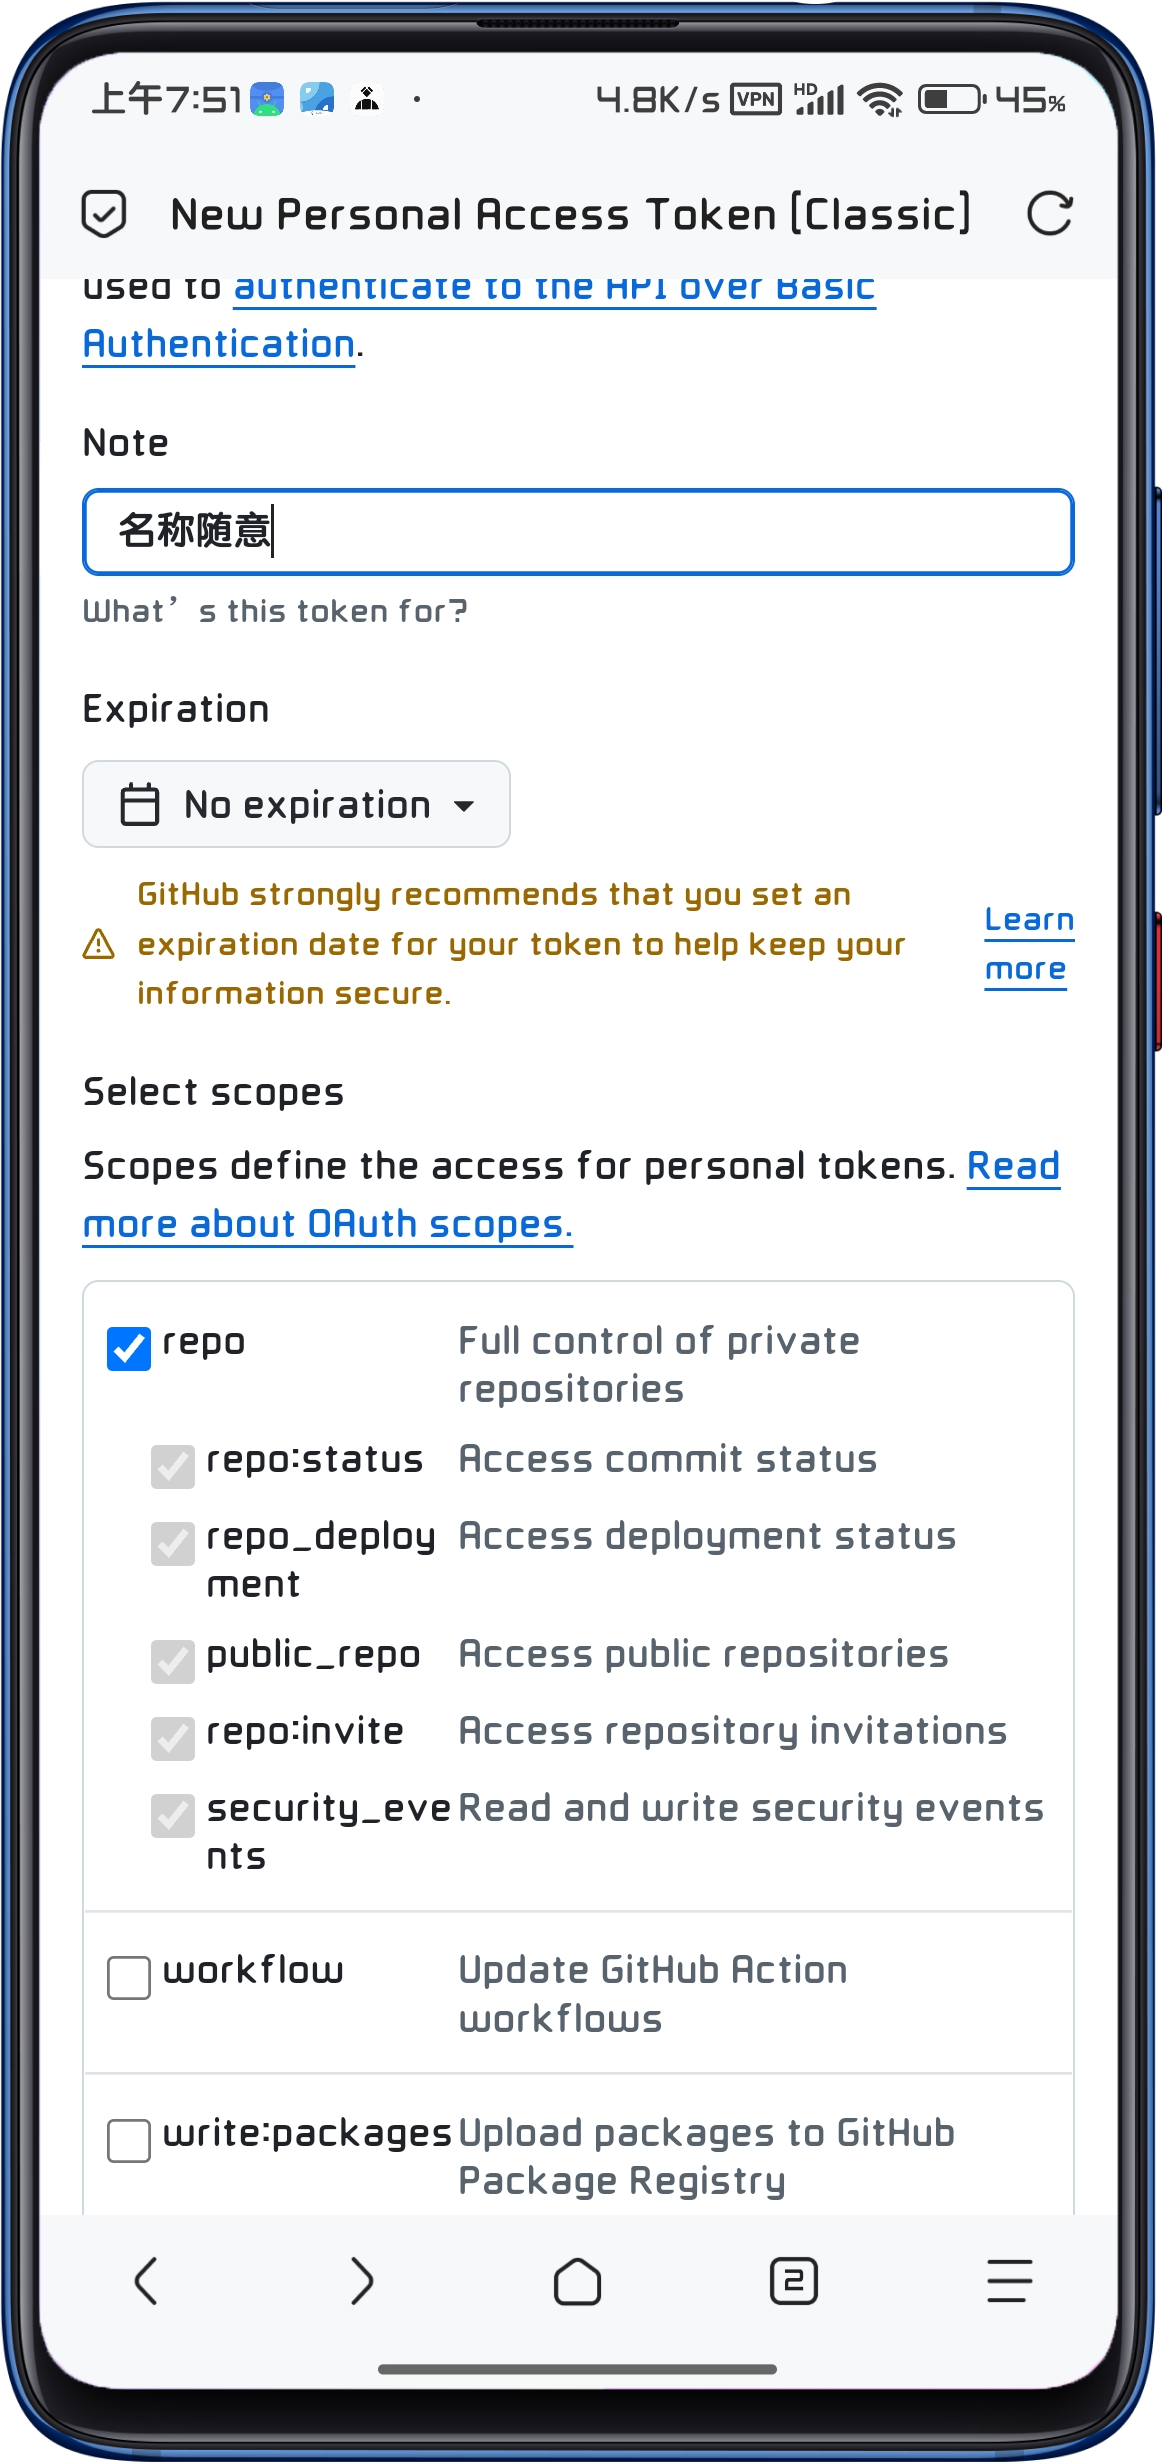 上午7:51
4.8K/s VPN HD 45%
New Personal Access Token [Classic]
used to authenticate to the API over Basic
Authentication.
Note
名称随意
What’s this token for?
Expiration
No expiration
GitHub strongly recommends that you set an
expiration date for your token to help keep your
information secure.
Learn
more
Select scopes
Scopes define the access for personal tokens. Read
more about OAuth scopes.
repo Full control of private
repositories
repo:status Access commit status
repo_deploy Access deployment status
ment
public_repo Access public repositories
repo:invite Access repository invitations
security_eve Read and write security events
nts
workflow Update GitHub Action
workflows
write:packages Upload packages to GitHub
Package Registry
2